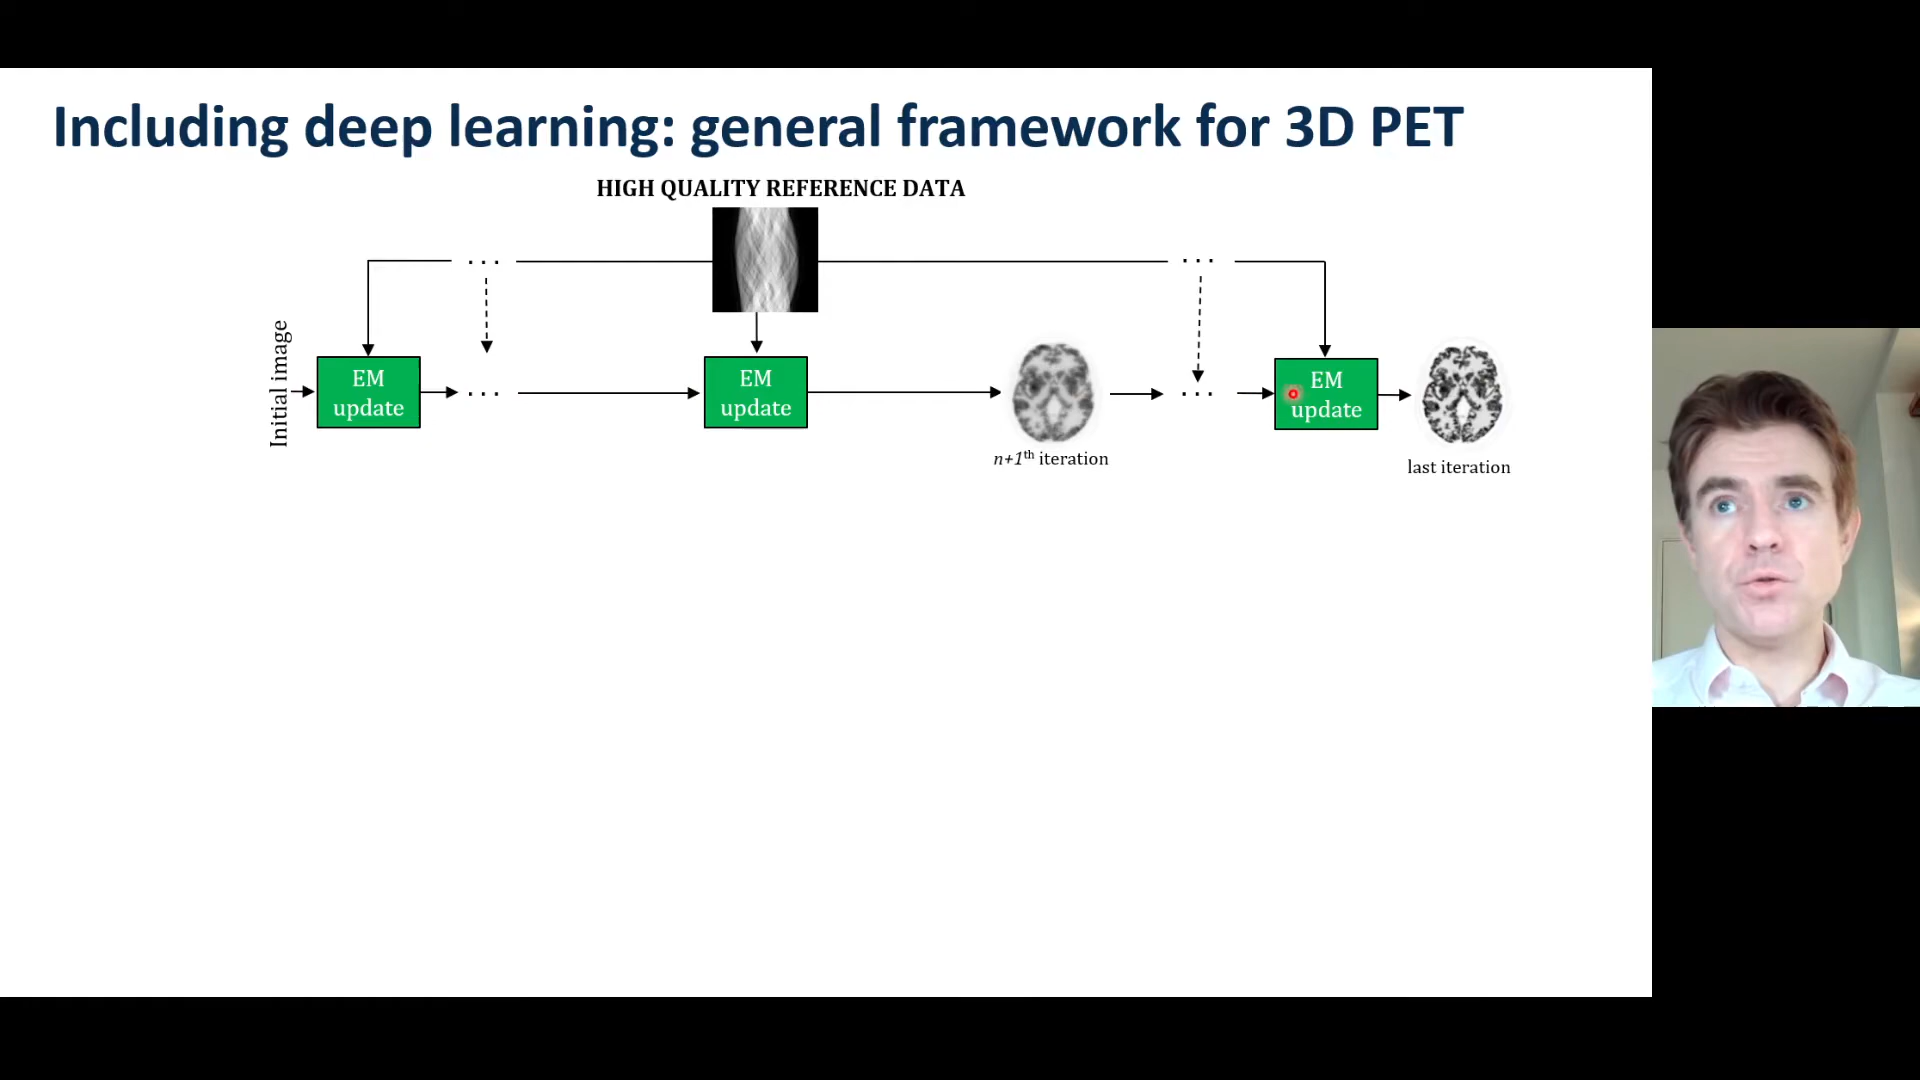 Including deep learning: general framework for 3D PET
HIGH QUALITY REFERENCE DATA
. . .
. . .
Initial image
EM
update
. . .
EM
update
n+1th iteration
. . .
EM
update
last iteration